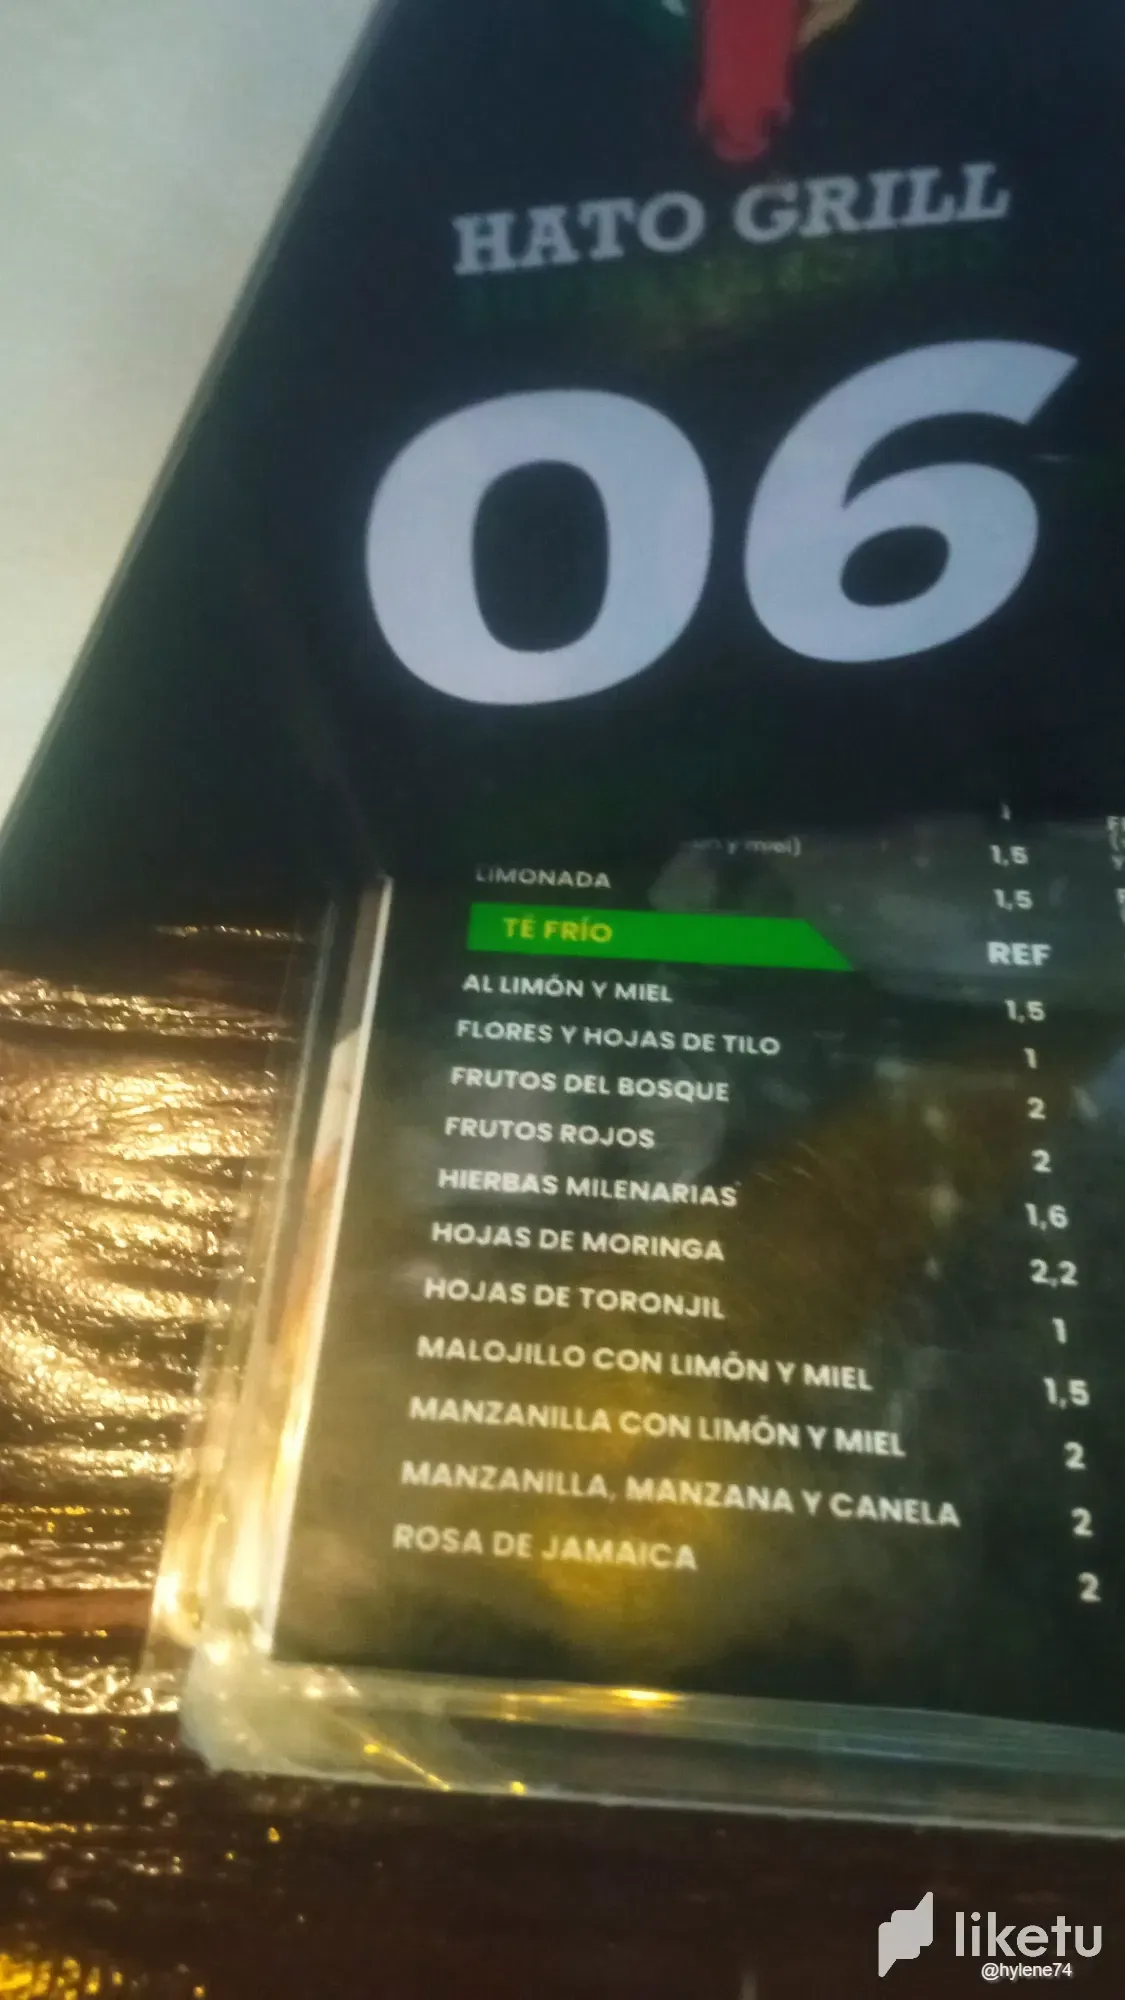 HATO GRILL
06
1
y miel) 1,5
LIMONADA 1,5
TÉ FRÍO REF
AL LIMÓN Y MIEL 1,5
FLORES Y HOJAS DE TILO 1
FRUTOS DEL BOSQUE 2
FRUTOS ROJOS 2
HIERBAS MILENARIAS 1,6
HOJAS DE MORINGA 2,2
HOJAS DE TORONJIL 1
MALOJILLO CON LIMÓN Y MIEL 1,5
MANZANILLA CON LIMÓN Y MIEL 2
MANZANILLA, MANZANA Y CANELA 2
ROSA DE JAMAICA 2
liketu
@hylene74